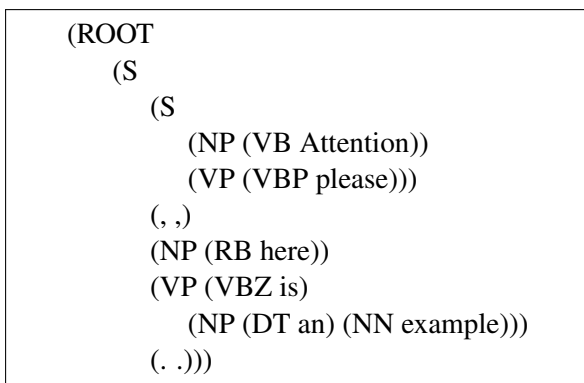 (ROOT
(S
(S
(NP (VB Attention))
(VP (VBP please)))
(, ,)
(NP (RB here))
(VP (VBZ is)
(NP (DT an) (NN example)))
(. .)))